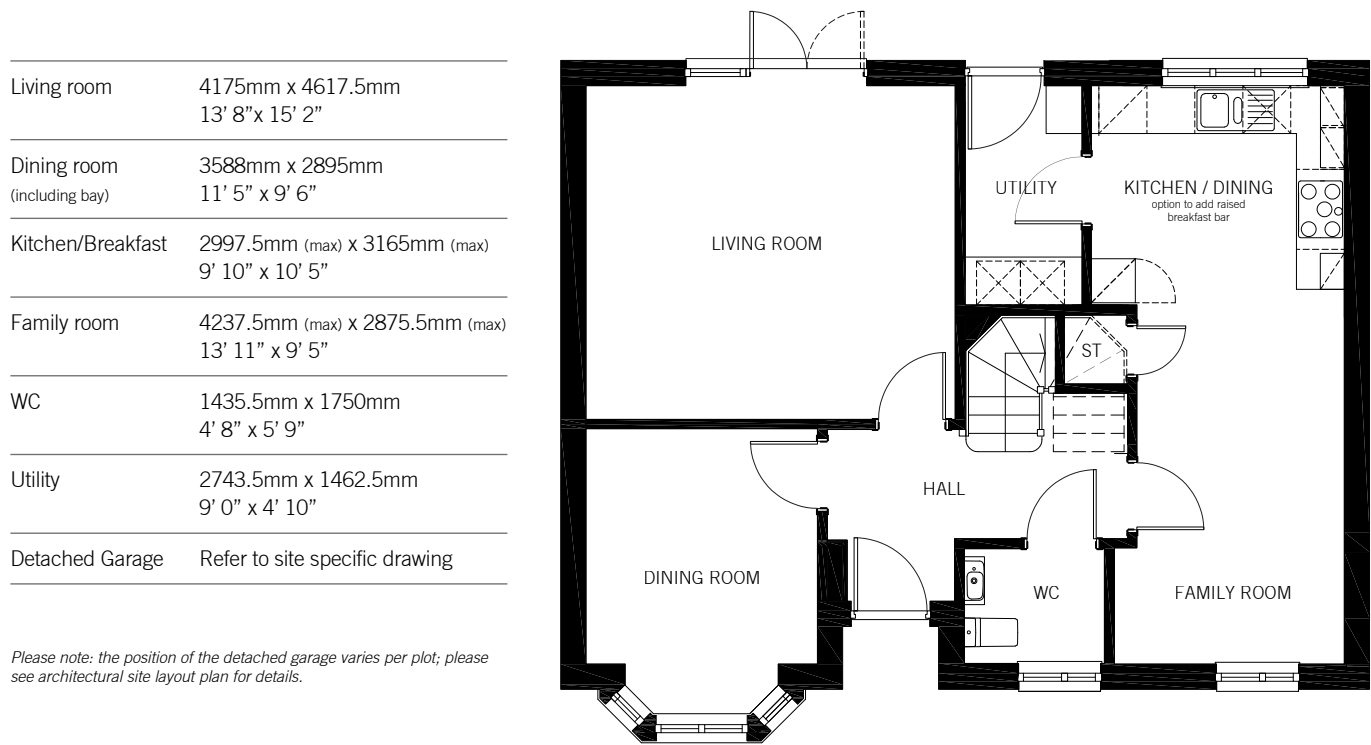 Living room 4175mm x 4617.5mm
13’ 8”x 15’ 2”
Dining room 3588mm x 2895mm
(including bay) 11’ 5” x 9’ 6”
Kitchen/Breakfast 2997.5mm (max) x 3165mm (max)
9’ 10” x 10’ 5”
Family room 4237.5mm (max) x 2875.5mm (max)
13’ 11” x 9’ 5”
WC 1435.5mm x 1750mm
4’ 8” x 5’ 9”
Utility 2743.5mm x 1462.5mm
9’ 0” x 4’ 10”
Detached Garage Refer to site specific drawing
Please note: the position of the detached garage varies per plot; please
see architectural site layout plan for details.
UTILITY
KITCHEN / DINING
option to add raised
breakfast bar
LIVING ROOM
ST
HALL
DINING ROOM
WC
FAMILY ROOM